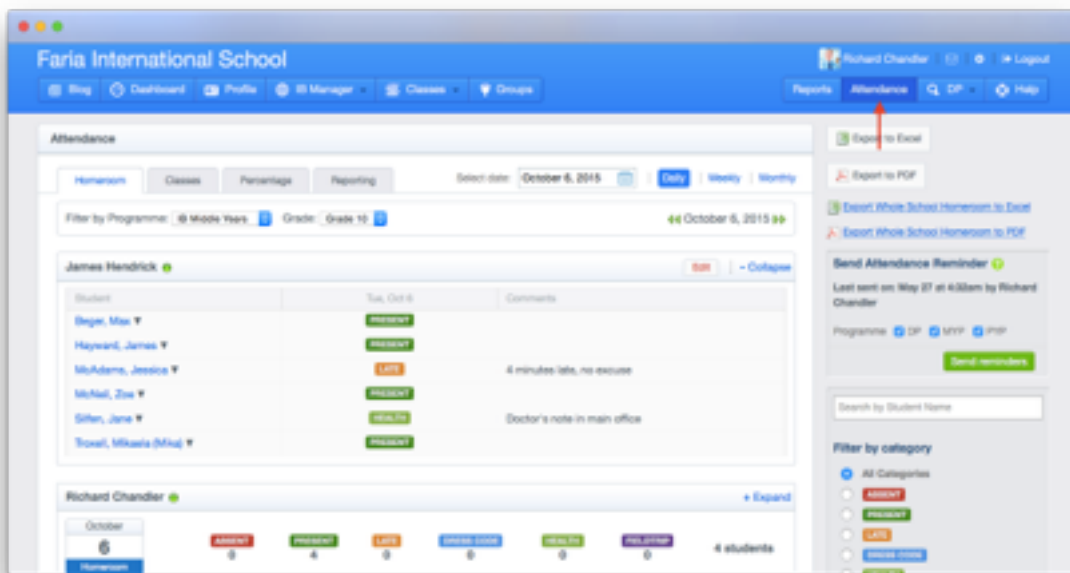 Faria International School
Richard Chandler Logout
Blog Dashboard Profile IB Manager Classes Groups
Reports Attendance DP Help
Attendance
Export to Excel
Homeroom Classes Percentage Reporting
Select date: October 6, 2015 Daily Weekly Monthly
Export to PDF
Filter by Programme: IB Middle Years Grade: Grade 10
October 6, 2015
Export Whole School Homeroom to Excel
Export Whole School Homeroom to PDF
James Hendrick Edit - Collapse
Student Tue, Oct 6 Comments
Beger, Max PRESENT
Hayward, James PRESENT
McAdams, Jessica LATE 4 minutes late, no excuse
McNeil, Zoe PRESENT
Silfen, Jane HEALTH Doctor's note in main office
Troxell, Mikaela (Mika) PRESENT
Send Attendance Reminder
Last sent on: May 27 at 4:32am by Richard
Chandler
Programme DP MYP PYP
Send reminders
Search by Student Name
Filter by category
All Categories
ABSENT
PRESENT
LATE
DRESS CODE
HEALTH
Richard Chandler + Expand
October
6
Homeroom
ABSENT PRESENT LATE DRESS CODE HEALTH FIELDTRIP
0 4 0 0 0 0
4 students